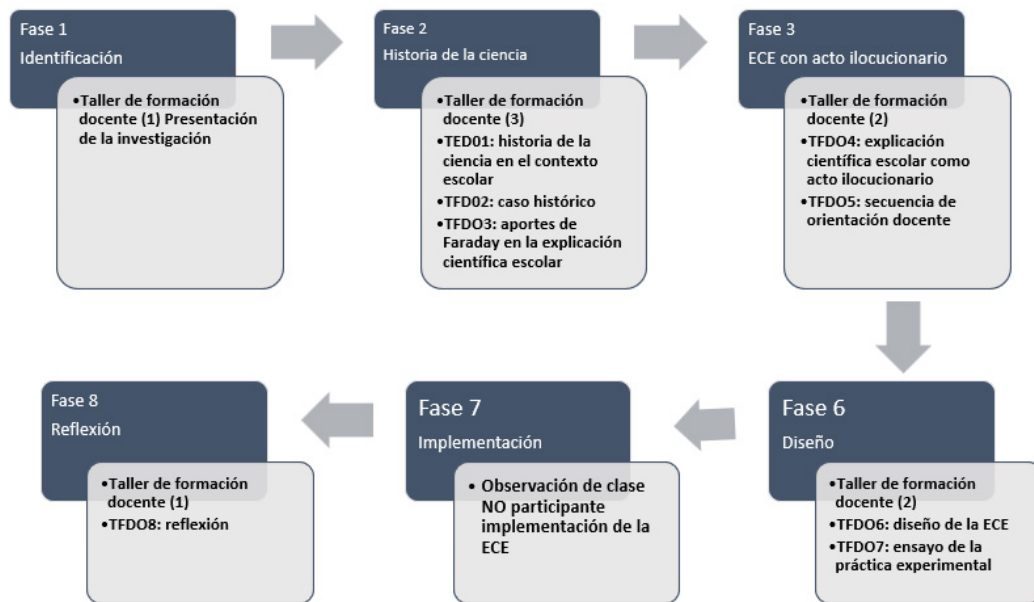 Fase 1
Identificación
•Taller de formación
docente (1) Presentación
de la investigación
Fase 2
Historia de la ciencia
•Taller de formación
docente (3)
•TED01: historia de la
ciencia en el contexto
escolar
•TFD02: caso histórico
•TFDO3: aportes de
Faraday en la explicación
científica escolar
Fase 3
ECE con acto ilocucionario
•Taller de formación
docente (2)
•TFDO4: explicación
científica escolar como
acto ilocucionario
•TFDO5: secuencia de
orientación docente
Fase 6
Diseño
•Taller de formación
docente (2)
•TFDO6: diseño de la ECE
•TFDO7: ensayo de la
práctica experimental
Fase 7
Implementación
• Observación de clase
NO participante
implementación de la
ECE
Fase 8
Reflexión
•Taller de formación
docente (1)
•TFDO8: reflexión